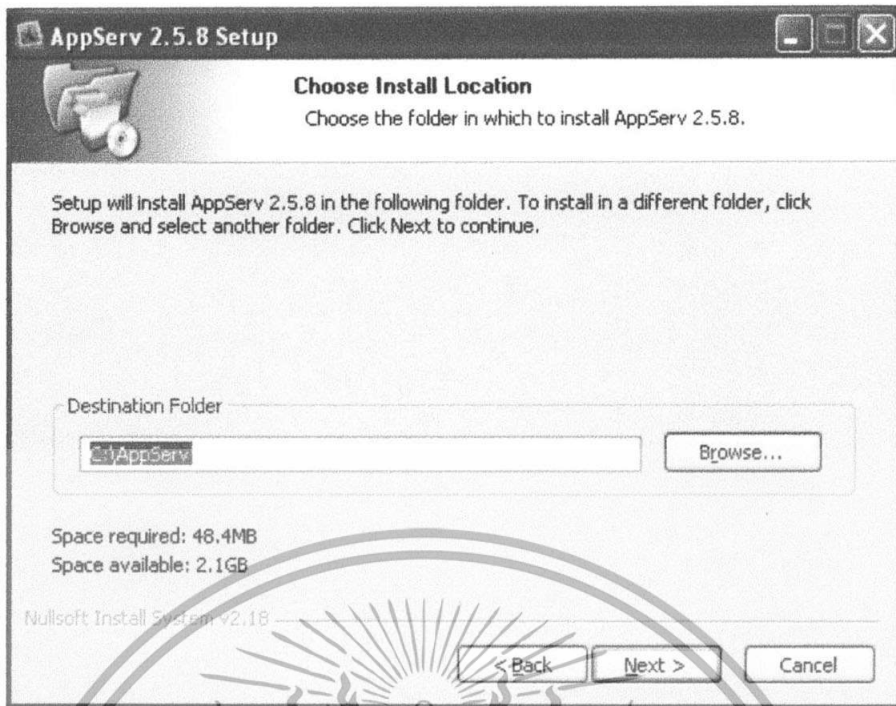 AppServ 2.5.8 Setup
Choose Install Location
Choose the folder in which to install AppServ 2.5.8.
Setup will install AppServ 2.5.8 in the following folder. To install in a different folder, click
Browse and select another folder. Click Next to continue.
Destination Folder
C:\AppServ
Browse...
Space required: 48.4MB
Space available: 2.1GB
Nullsoft Install System v2.18
< Back
Next >
Cancel